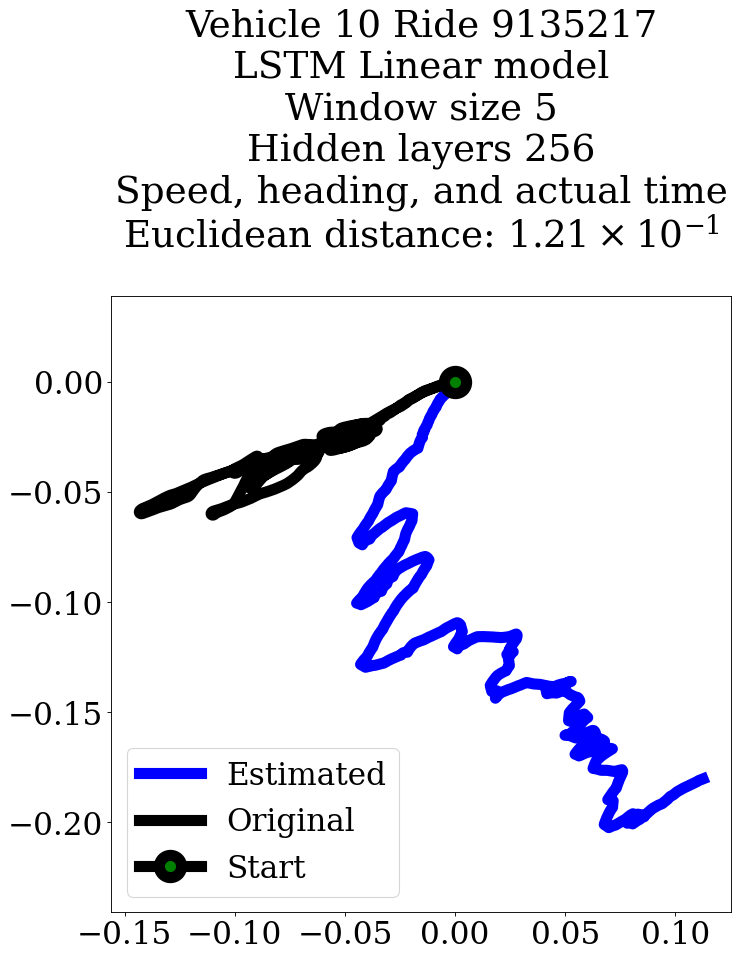 Vehicle 10 Ride 9135217
LSTM Linear model
Window size 5
Hidden layers 256
Speed, heading, and actual time
Euclidean distance: 1.21 × 10⁻¹
0.00
−0.05
−0.10
−0.15
−0.20
Estimated
Original
Start
−0.15 −0.10 −0.05 0.00 0.05 0.10